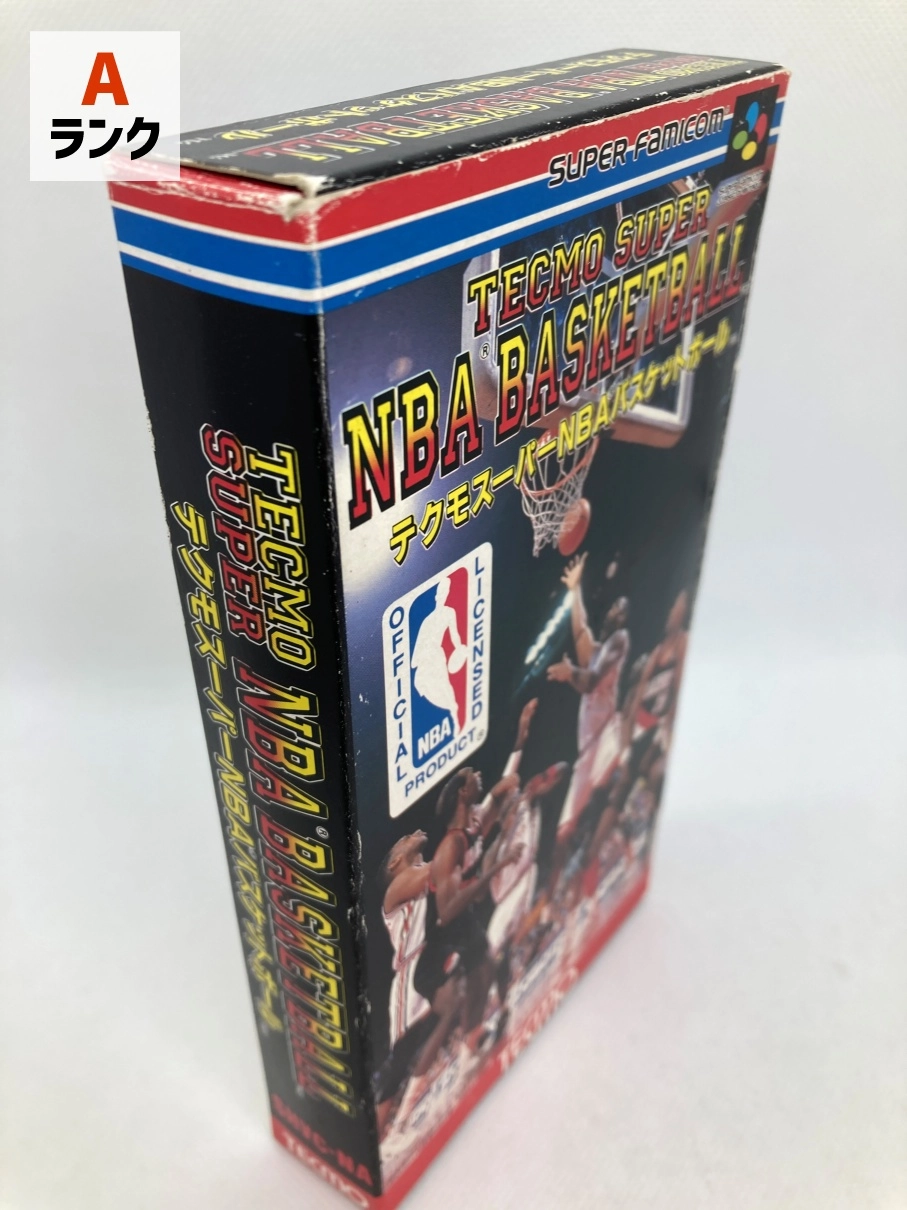 A
ランク
SUPER FAMICOM
TECMO SUPER
NBA® BASKETBALL
テクモスーパーNBAバスケットボール
OFFICIAL
LICENSED
NBA
PRODUCT®
TECMO
SUPER NBA® BASKETBALL
テクモスーパーNBAバスケットボール
TECMO
TECMO